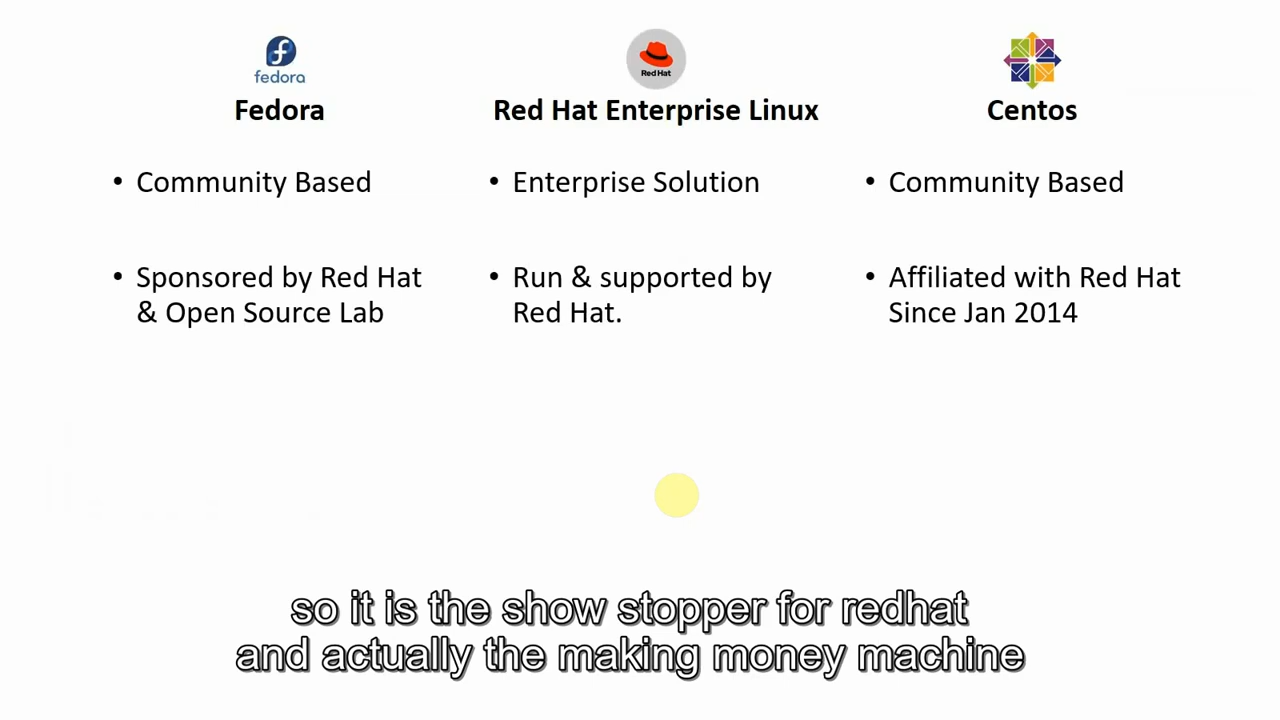 fedora
Fedora
• Community Based
• Sponsored by Red Hat
& Open Source Lab
Red Hat
Red Hat Enterprise Linux
• Enterprise Solution
• Run & supported by
Red Hat.
Centos
• Community Based
• Affiliated with Red Hat
Since Jan 2014
so it is the show stopper for redhat
and actually the making money machine